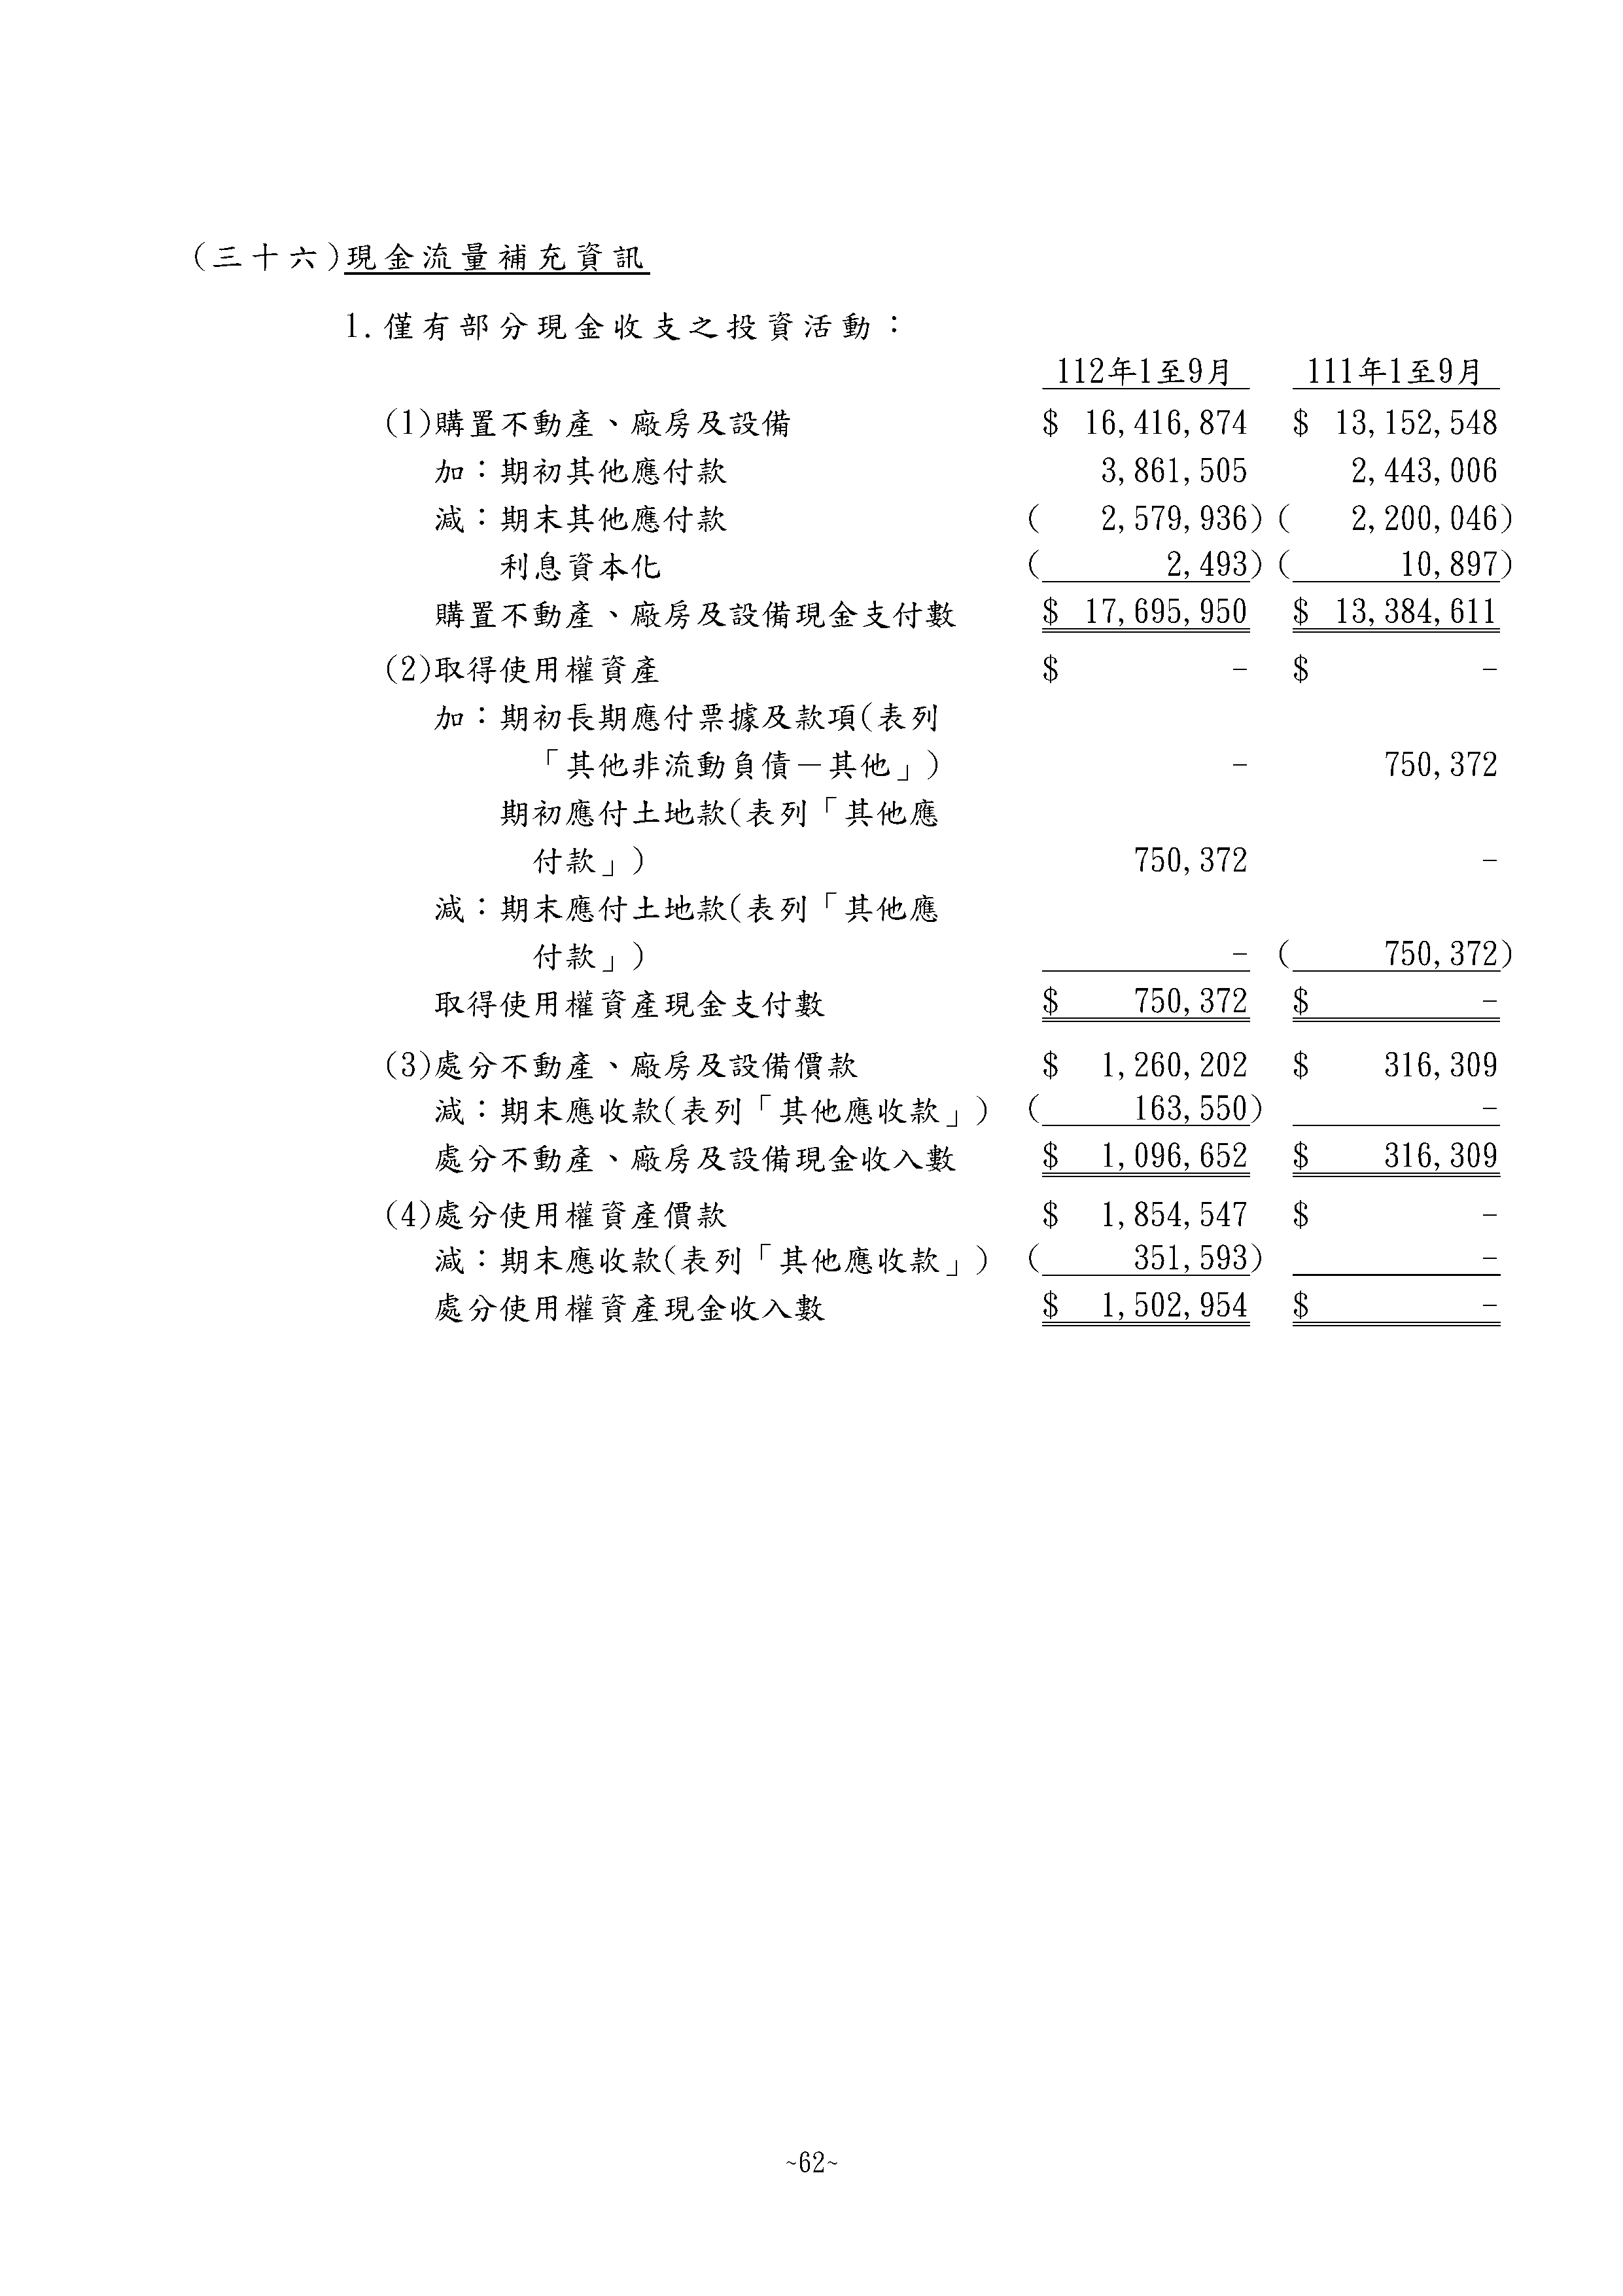 (三十六)現金流量補充資訊
1.僅有部分現金收支之投資活動：
112年1至9月 111年1至9月
(1)購置不動產、廠房及設備 $ 16,416,874 $ 13,152,548
加：期初其他應付款 3,861,505 2,443,006
減：期末其他應付款 ( 2,579,936) ( 2,200,046)
利息資本化 ( 2,493) ( 10,897)
購置不動產、廠房及設備現金支付數 $ 17,695,950 $ 13,384,611
(2)取得使用權資產 $ - $ -
加：期初長期應付票據及款項(表列
「其他非流動負債－其他」) - 750,372
期初應付土地款(表列「其他應
付款」) 750,372 -
減：期末應付土地款(表列「其他應
付款」) - ( 750,372)
取得使用權資產現金支付數 $ 750,372 $ -
(3)處分不動產、廠房及設備價款 $ 1,260,202 $ 316,309
減：期末應收款(表列「其他應收款」) ( 163,550) -
處分不動產、廠房及設備現金收入數 $ 1,096,652 $ 316,309
(4)處分使用權資產價款 $ 1,854,547 $ -
減：期末應收款(表列「其他應收款」) ( 351,593) -
處分使用權資產現金收入數 $ 1,502,954 $ -
~62~